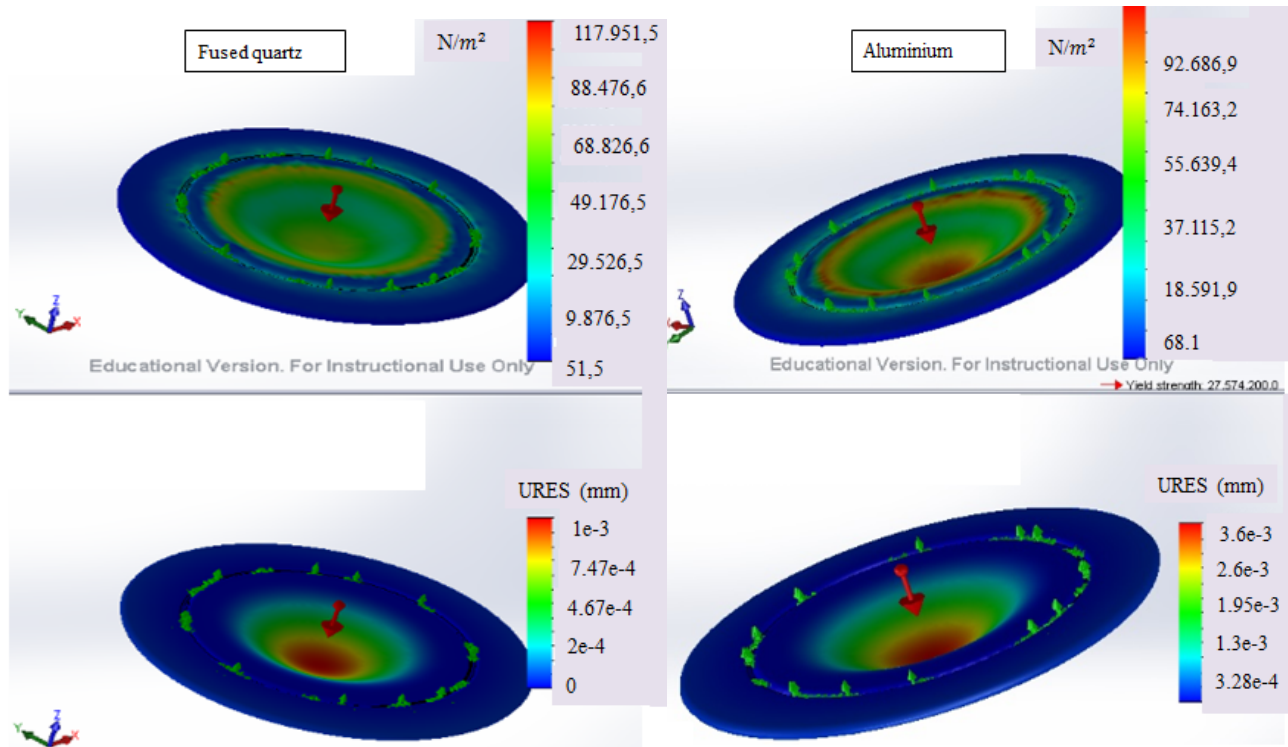 Fused quartz
N/m²
117.951,5
88.476,6
68.826,6
49.176,5
29.526,5
9.876,5
51,5
Y
Z
X
Educational Version. For Instructional Use Only
Aluminium
N/m²
92.686,9
74.163,2
55.639,4
37.115,2
18.591,9
68.1
Z
Educational Version. For Instructional Use Only
Yield strength: 27.574.200.0
URES (mm)
1e-3
7.47e-4
4.67e-4
2e-4
0
Y
Z
X
URES (mm)
3.6e-3
2.6e-3
1.95e-3
1.3e-3
3.28e-4